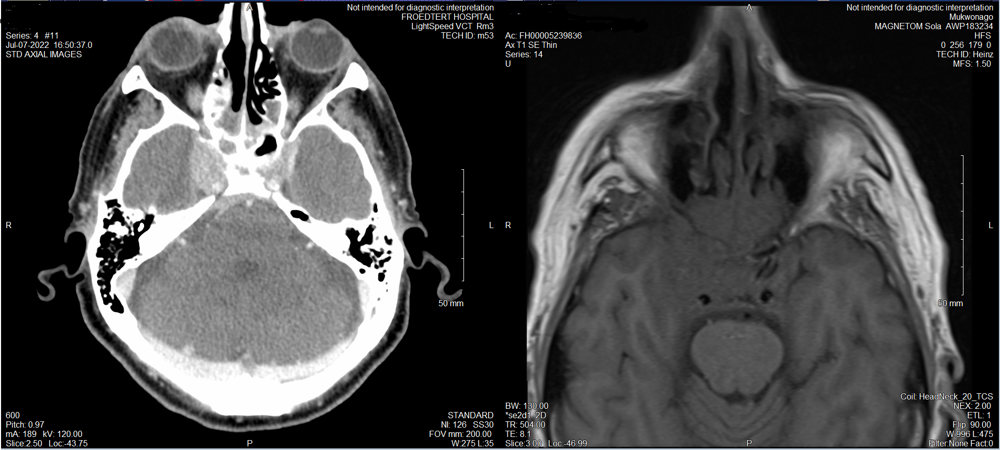 A
Not intended for diagnostic interpretation
FROEDTERT HOSPITAL
LightSpeed VCT Rm3
TECH ID: m53
Series: 4 #11
Jul-07-2022 16:50:37.0
STD AXIAL IMAGES
R
L
50 mm
600
Pitch: 0.97
mA: 189 kV: 120.00
Slice:2.50 Loc:-43.75
P
STANDARD
NI: 126 SS30
FOV mm: 200.00
W:275 L:35
A
Not intended for diagnostic interpretation
Mukwonago
MAGNETOM Sola AWP183234
HFS
0 256 179 0
TECH ID: Heinz
MFS: 1.50
Ac: FH00005239836
Ax T1 SE Thin
Series: 14
U
R
L
50 mm
BW: 130.00
*se2d1 2D
TR: 504.00
TE: 8.1
Slice:3.00 Loc:-46.99
P
Coil: HeadNeck_20_TCS
NEX: 2.00
ETL: 1
Flip: 90.00
W:996 L:475
Filter:None Fact:0